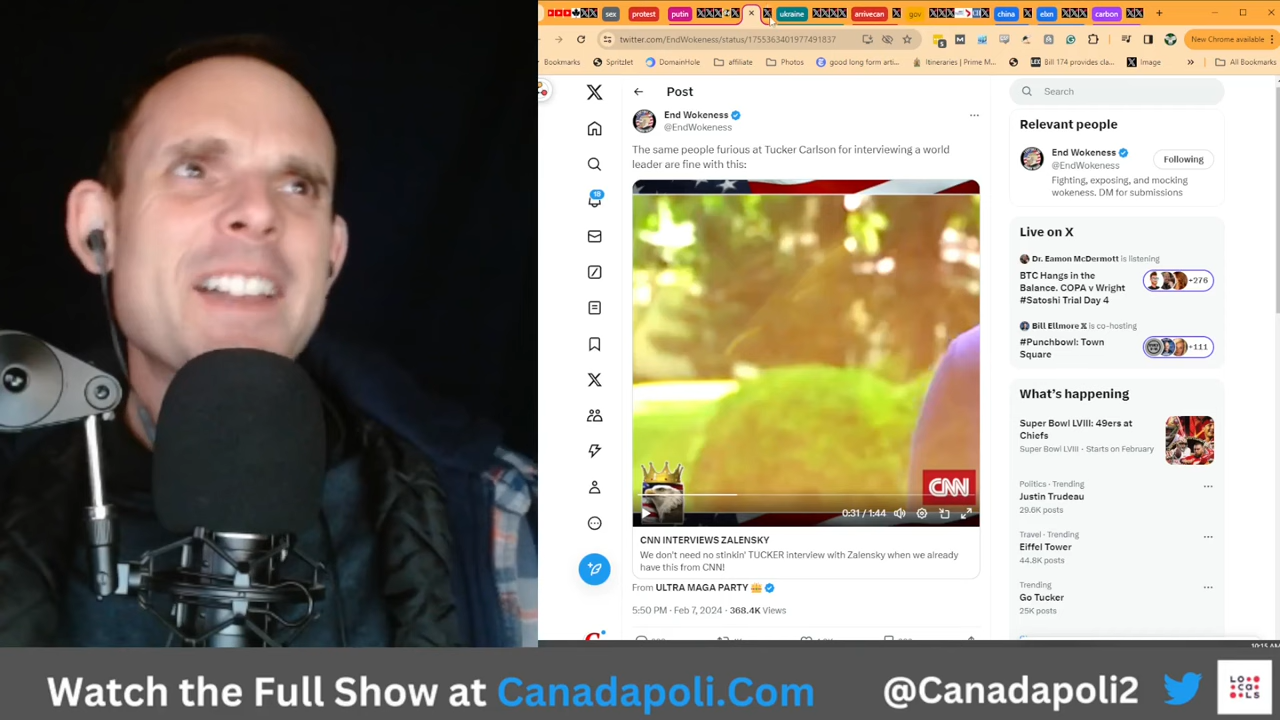 sex
protest
putin
ukraine
arrivecan
gov
china
elxn
carbon
twitter.com/EndWokeness/status/1755363401977491837
New Chrome available
Bookmarks
Spritzlet
DomainHole
affiliate
Photos
good long form arti...
Itineraries | Prime M...
Bill 174 provides cla...
Image
»
All Bookmarks
Post
Search
End Wokeness
@EndWokeness
The same people furious at Tucker Carlson for interviewing a world
leader are fine with this:
18
CNN
0:31 / 1:44
CNN INTERVIEWS ZALENSKY
We don't need no stinkin' TUCKER interview with Zalensky when we already
have this from CNN!
From ULTRA MAGA PARTY 🍔
5:50 PM · Feb 7, 2024 · 368.4K Views
Relevant people
End Wokeness
@EndWokeness
Following
Fighting, exposing, and mocking
wokeness. DM for submissions
Live on X
Dr. Eamon McDermott is listening
BTC Hangs in the
Balance. COPA v Wright
#Satoshi Trial Day 4
+276
Bill Ellmore X is co-hosting
#Punchbowl: Town
Square
+111
What's happening
Super Bowl LVIII: 49ers at
Chiefs
Super Bowl LVIII · Starts on February
Politics · Trending
Justin Trudeau
29.6K posts
Travel · Trending
Eiffel Tower
44.8K posts
Trending
Go Tucker
25K posts
Watch the Full Show at Canadapoli.Com
@Canadapoli2
LOCALS